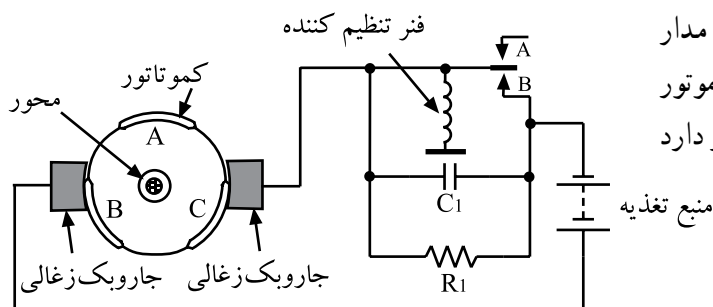 مدار
موتور
دارد
فنر تنظیم کننده
A
B
کموتاتور
محور
A
B
C
C1
R1
منبع تغذیه
جاروبک زغالی
جاروبک زغالی